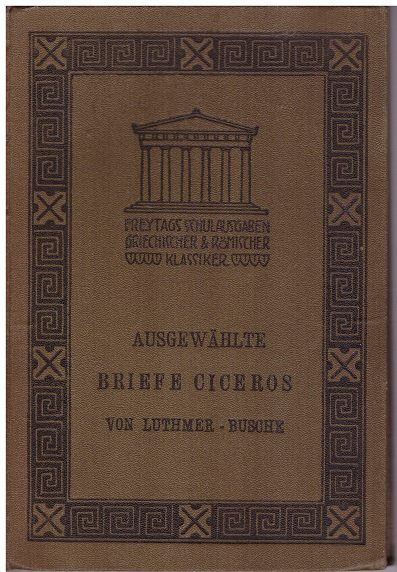 FREYTAGS SCHULAUSGABEN
GRIECHISCHER & RÖMISCHER
KLASSIKER
AUSGEWÄHLTE
BRIEFE CICEROS
VON LUTHMER - BUSCHE